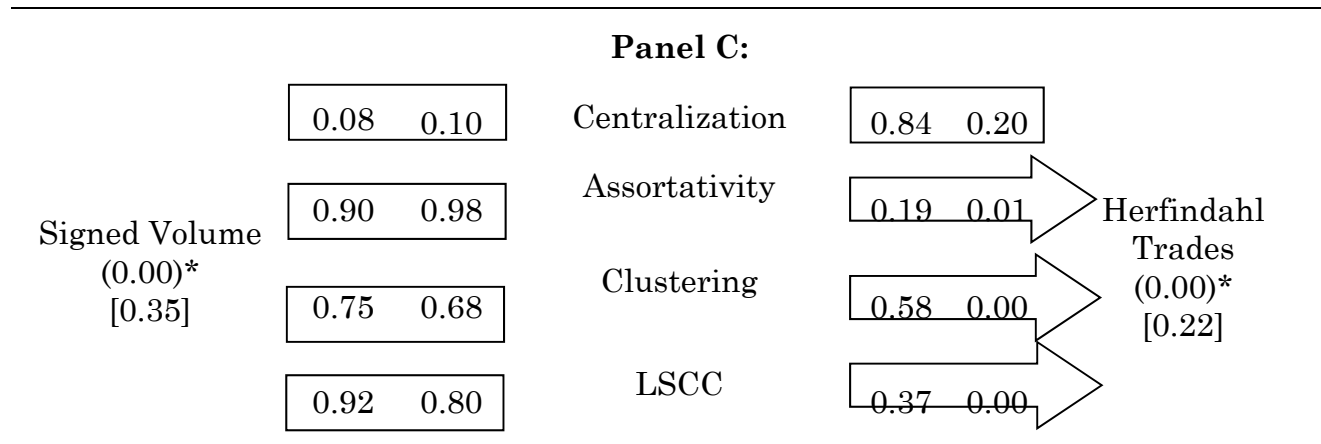 Panel C:
0.08 0.10 Centralization 0.84 0.20
Assortativity
0.90 0.98 0.19 0.01 Herfindahl
Signed Volume Trades
(0.00)* Clustering (0.00)*
[0.35] 0.75 0.68 0.58 0.00 [0.22]
LSCC
0.92 0.80 0.37 0.00